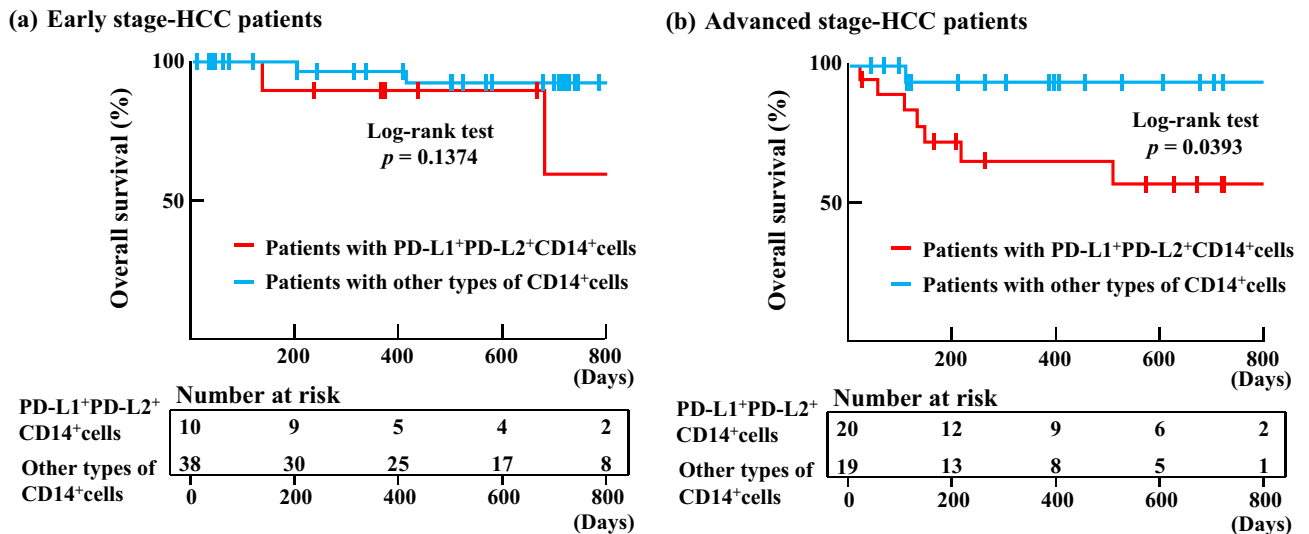 (a) Early stage-HCC patients
100
50
Overall survival (%)
Log-rank test
p = 0.1374
Patients with PD-L1⁺PD-L2⁺CD14⁺cells
Patients with other types of CD14⁺cells
200 400 600 800
(Days)
Number at risk
PD-L1⁺PD-L2⁺
CD14⁺cells
10 9 5 4 2
Other types of
CD14⁺cells
38 30 25 17 8
0 200 400 600 800
(Days)
(b) Advanced stage-HCC patients
100
50
Overall survival (%)
Log-rank test
p = 0.0393
Patients with PD-L1⁺PD-L2⁺CD14⁺cells
Patients with other types of CD14⁺cells
200 400 600 800
(Days)
Number at risk
PD-L1⁺PD-L2⁺
CD14⁺cells
20 12 9 6 2
Other types of
CD14⁺cells
19 13 8 5 1
0 200 400 600 800
(Days)